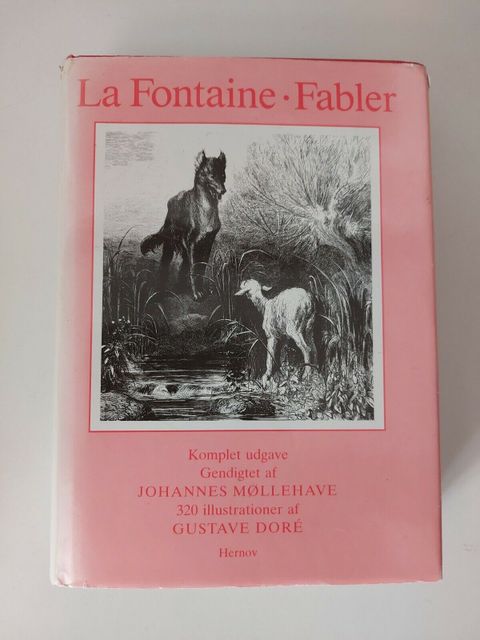 La Fontaine · Fabler
Komplet udgave
Gendigtet af
JOHANNES MØLLEHAVE
320 illustrationer af
GUSTAVE DORÉ
Hernov